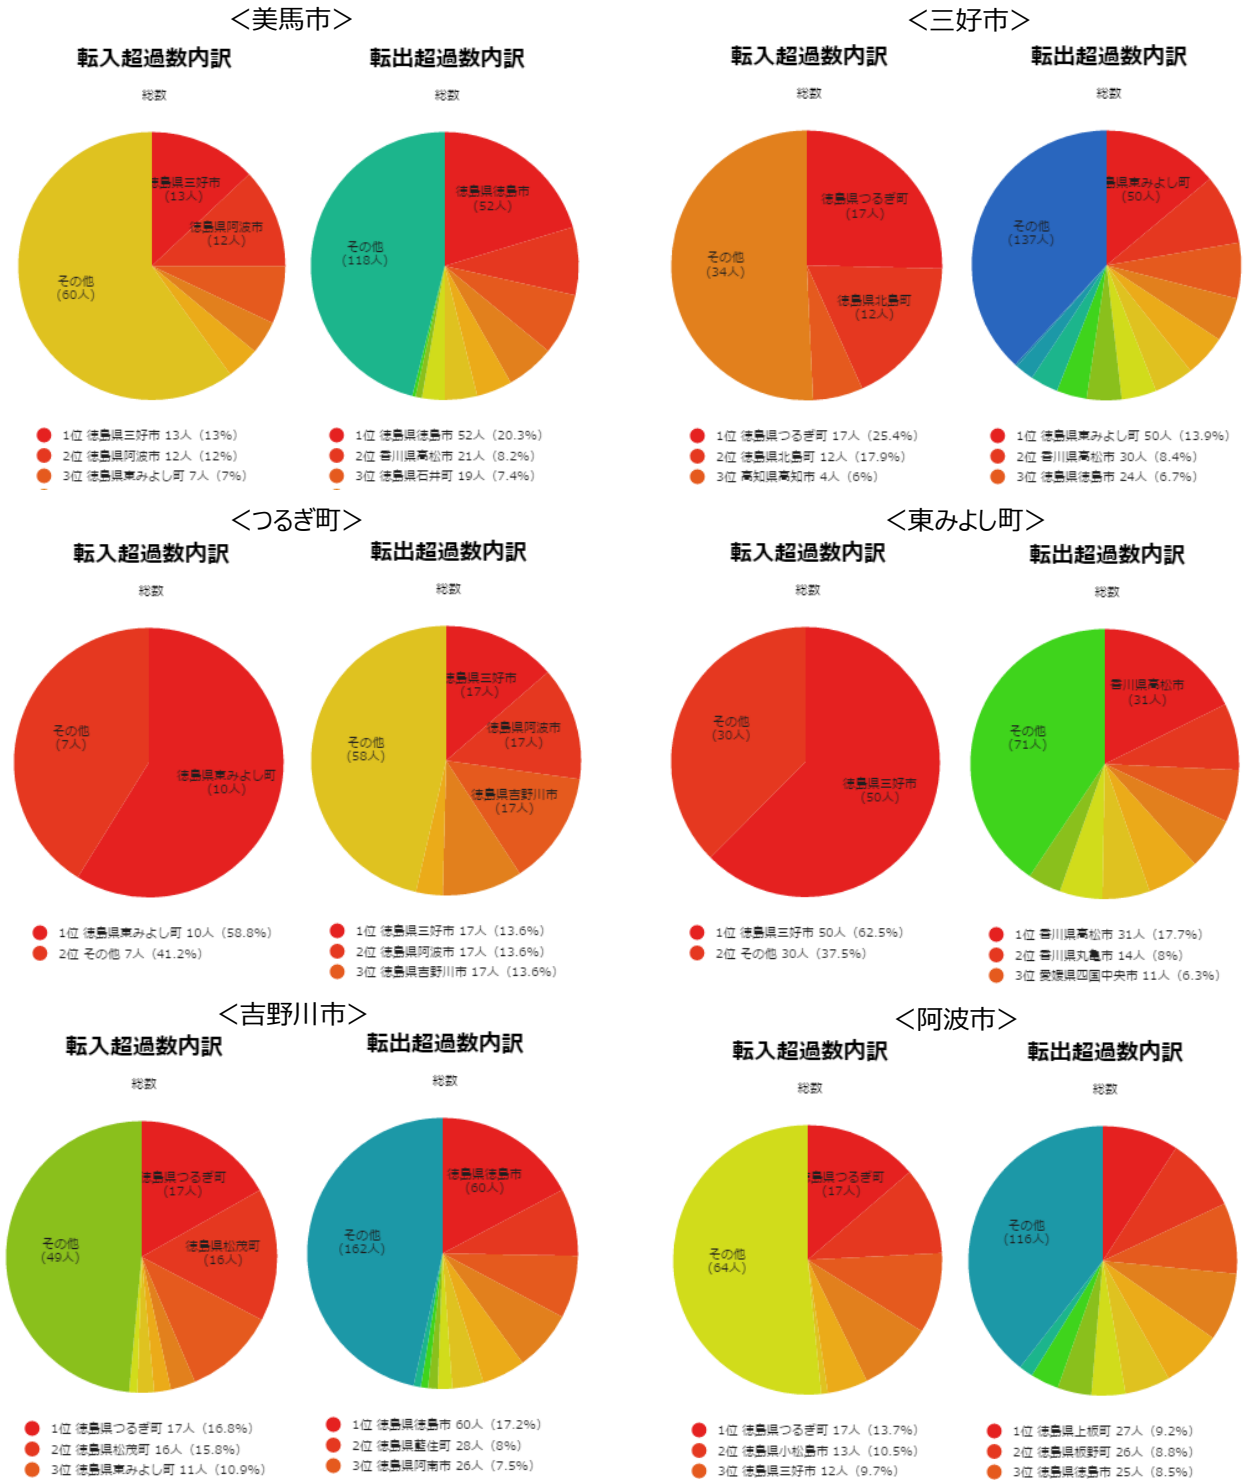 ＜美馬市＞
転入超過数内訳
総数
徳島県三好市
(13人)
徳島県阿波市
(12人)
その他
(60人)
1位 徳島県三好市 13人（13%）
2位 徳島県阿波市 12人（12%）
3位 徳島県東みよし町 7人（7%）
転出超過数内訳
総数
徳島県徳島市
(52人)
その他
(118人)
1位 徳島県徳島市 52人（20.3%）
2位 香川県高松市 21人（8.2%）
3位 徳島県石井町 19人（7.4%）
＜三好市＞
転入超過数内訳
総数
徳島県つるぎ町
(17人)
徳島県北島町
(12人)
その他
(34人)
1位 徳島県つるぎ町 17人（25.4%）
2位 徳島県北島町 12人（17.9%）
3位 高知県高知市 4人（6%）
転出超過数内訳
総数
島県東みよし町
(50人)
その他
(137人)
1位 徳島県東みよし町 50人（13.9%）
2位 香川県高松市 30人（8.4%）
3位 徳島県徳島市 24人（6.7%）
＜つるぎ町＞
転入超過数内訳
総数
その他
(7人)
徳島県東みよし町
(10人)
1位 徳島県東みよし町 10人（58.8%）
2位 その他 7人（41.2%）
転出超過数内訳
総数
徳島県三好市
(17人)
徳島県阿波市
(17人)
徳島県吉野川市
(17人)
その他
(58人)
1位 徳島県三好市 17人（13.6%）
2位 徳島県阿波市 17人（13.6%）
3位 徳島県吉野川市 17人（13.6%）
＜東みよし町＞
転入超過数内訳
総数
その他
(30人)
徳島県三好市
(50人)
1位 徳島県三好市 50人（62.5%）
2位 その他 30人（37.5%）
転出超過数内訳
総数
香川県高松市
(31人)
その他
(71人)
1位 香川県高松市 31人（17.7%）
2位 香川県丸亀市 14人（8%）
3位 愛媛県四国中央市 11人（6.3%）
＜吉野川市＞
転入超過数内訳
総数
徳島県つるぎ町
(17人)
徳島県松茂町
(16人)
その他
(49人)
1位 徳島県つるぎ町 17人（16.8%）
2位 徳島県松茂町 16人（15.8%）
3位 徳島県東みよし町 11人（10.9%）
転出超過数内訳
総数
徳島県徳島市
(60人)
その他
(162人)
1位 徳島県徳島市 60人（17.2%）
2位 徳島県藍住町 28人（8%）
3位 徳島県阿南市 26人（7.5%）
＜阿波市＞
転入超過数内訳
総数
徳島県つるぎ町
(17人)
その他
(64人)
1位 徳島県つるぎ町 17人（13.7%）
2位 徳島県小松島市 13人（10.5%）
3位 徳島県三好市 12人（9.7%）
転出超過数内訳
総数
その他
(116人)
1位 徳島県上板町 27人（9.2%）
2位 徳島県板野町 26人（8.8%）
3位 徳島県徳島市 25人（8.5%）